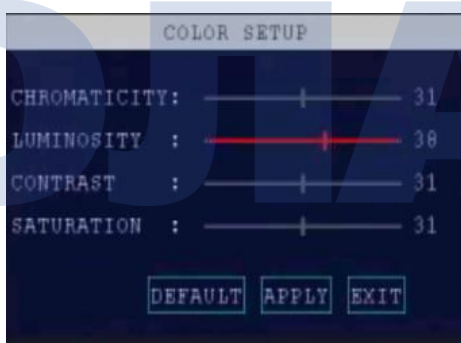 COLOR SETUP
CHROMATICITY: 31
LUMINOSITY : 38
CONTRAST : 31
SATURATION : 31
DEFAULT APPLY EXIT